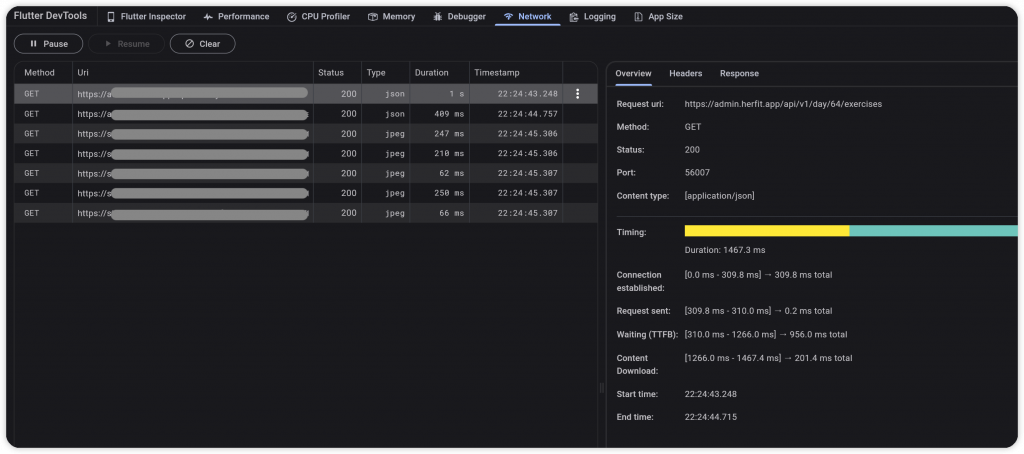 Flutter DevTools Flutter Inspector Performance CPU Profiler Memory Debugger Network Logging App Size
Pause Resume Clear
Method Uri Status Type Duration Timestamp
GET https://a 200 json 1 s 22:24:43.248
GET https://a 200 json 409 ms 22:24:44.757
GET https://s 200 jpeg 247 ms 22:24:45.306
GET https://s 200 jpeg 210 ms 22:24:45.306
GET https://s 200 jpeg 62 ms 22:24:45.307
GET https://s 200 jpeg 250 ms 22:24:45.307
GET https://s 200 jpeg 66 ms 22:24:45.307
Overview Headers Response
Request uri: https://admin.herfit.app/api/v1/day/64/exercises
Method: GET
Status: 200
Port: 56007
Content type: [application/json]
Timing:
Duration: 1467.3 ms
Connection established: [0.0 ms - 309.8 ms] → 309.8 ms total
Request sent: [309.8 ms - 310.0 ms] → 0.2 ms total
Waiting (TTFB): [310.0 ms - 1266.0 ms] → 956.0 ms total
Content Download: [1266.0 ms - 1467.4 ms] → 201.4 ms total
Start time: 22:24:43.248
End time: 22:24:44.715